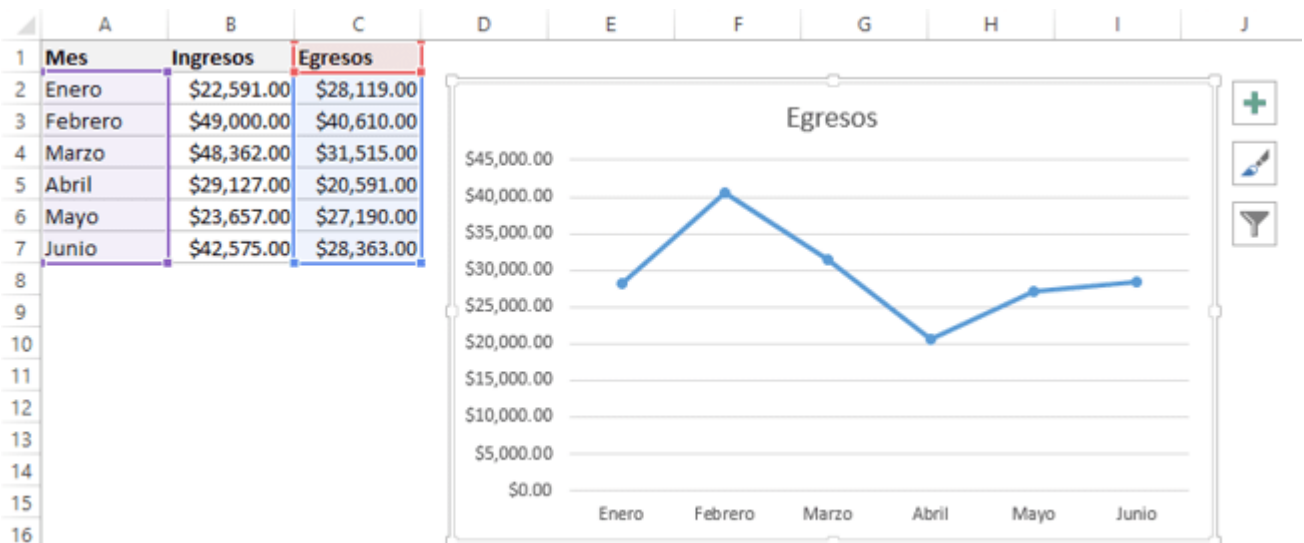 A B C D E F G H I J
1 Mes Ingresos Egresos
2 Enero $22,591.00 $28,119.00
3 Febrero $49,000.00 $40,610.00
4 Marzo $48,362.00 $31,515.00
5 Abril $29,127.00 $20,591.00
6 Mayo $23,657.00 $27,190.00
7 Junio $42,575.00 $28,363.00
8
9
10
11
12
13
14
15
16
Egresos
$45,000.00
$40,000.00
$35,000.00
$30,000.00
$25,000.00
$20,000.00
$15,000.00
$10,000.00
$5,000.00
$0.00
Enero Febrero Marzo Abril Mayo Junio